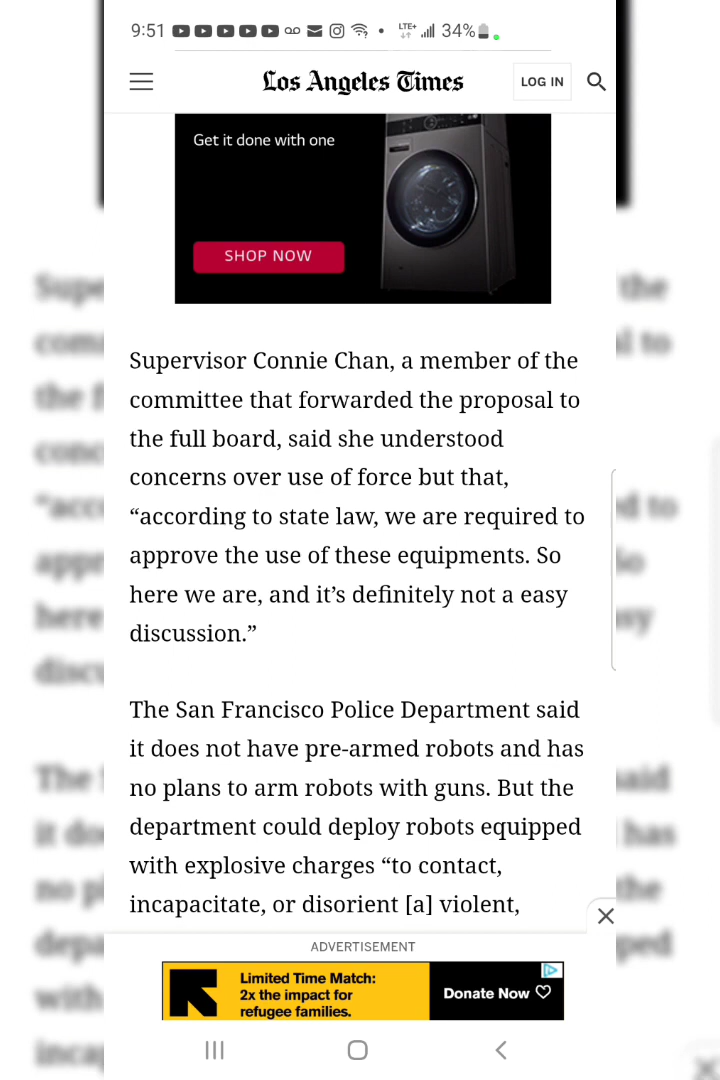 9:51 LTE+ 34%
Los Angeles Times LOG IN
Get it done with one
SHOP NOW
Supervisor Connie Chan, a member of the
committee that forwarded the proposal to
the full board, said she understood
concerns over use of force but that,
“according to state law, we are required to
approve the use of these equipments. So
here we are, and it’s definitely not a easy
discussion.”
The San Francisco Police Department said
it does not have pre-armed robots and has
no plans to arm robots with guns. But the
department could deploy robots equipped
with explosive charges “to contact,
incapacitate, or disorient [a] violent,
ADVERTISEMENT
Limited Time Match:
2x the impact for
refugee families.
Donate Now